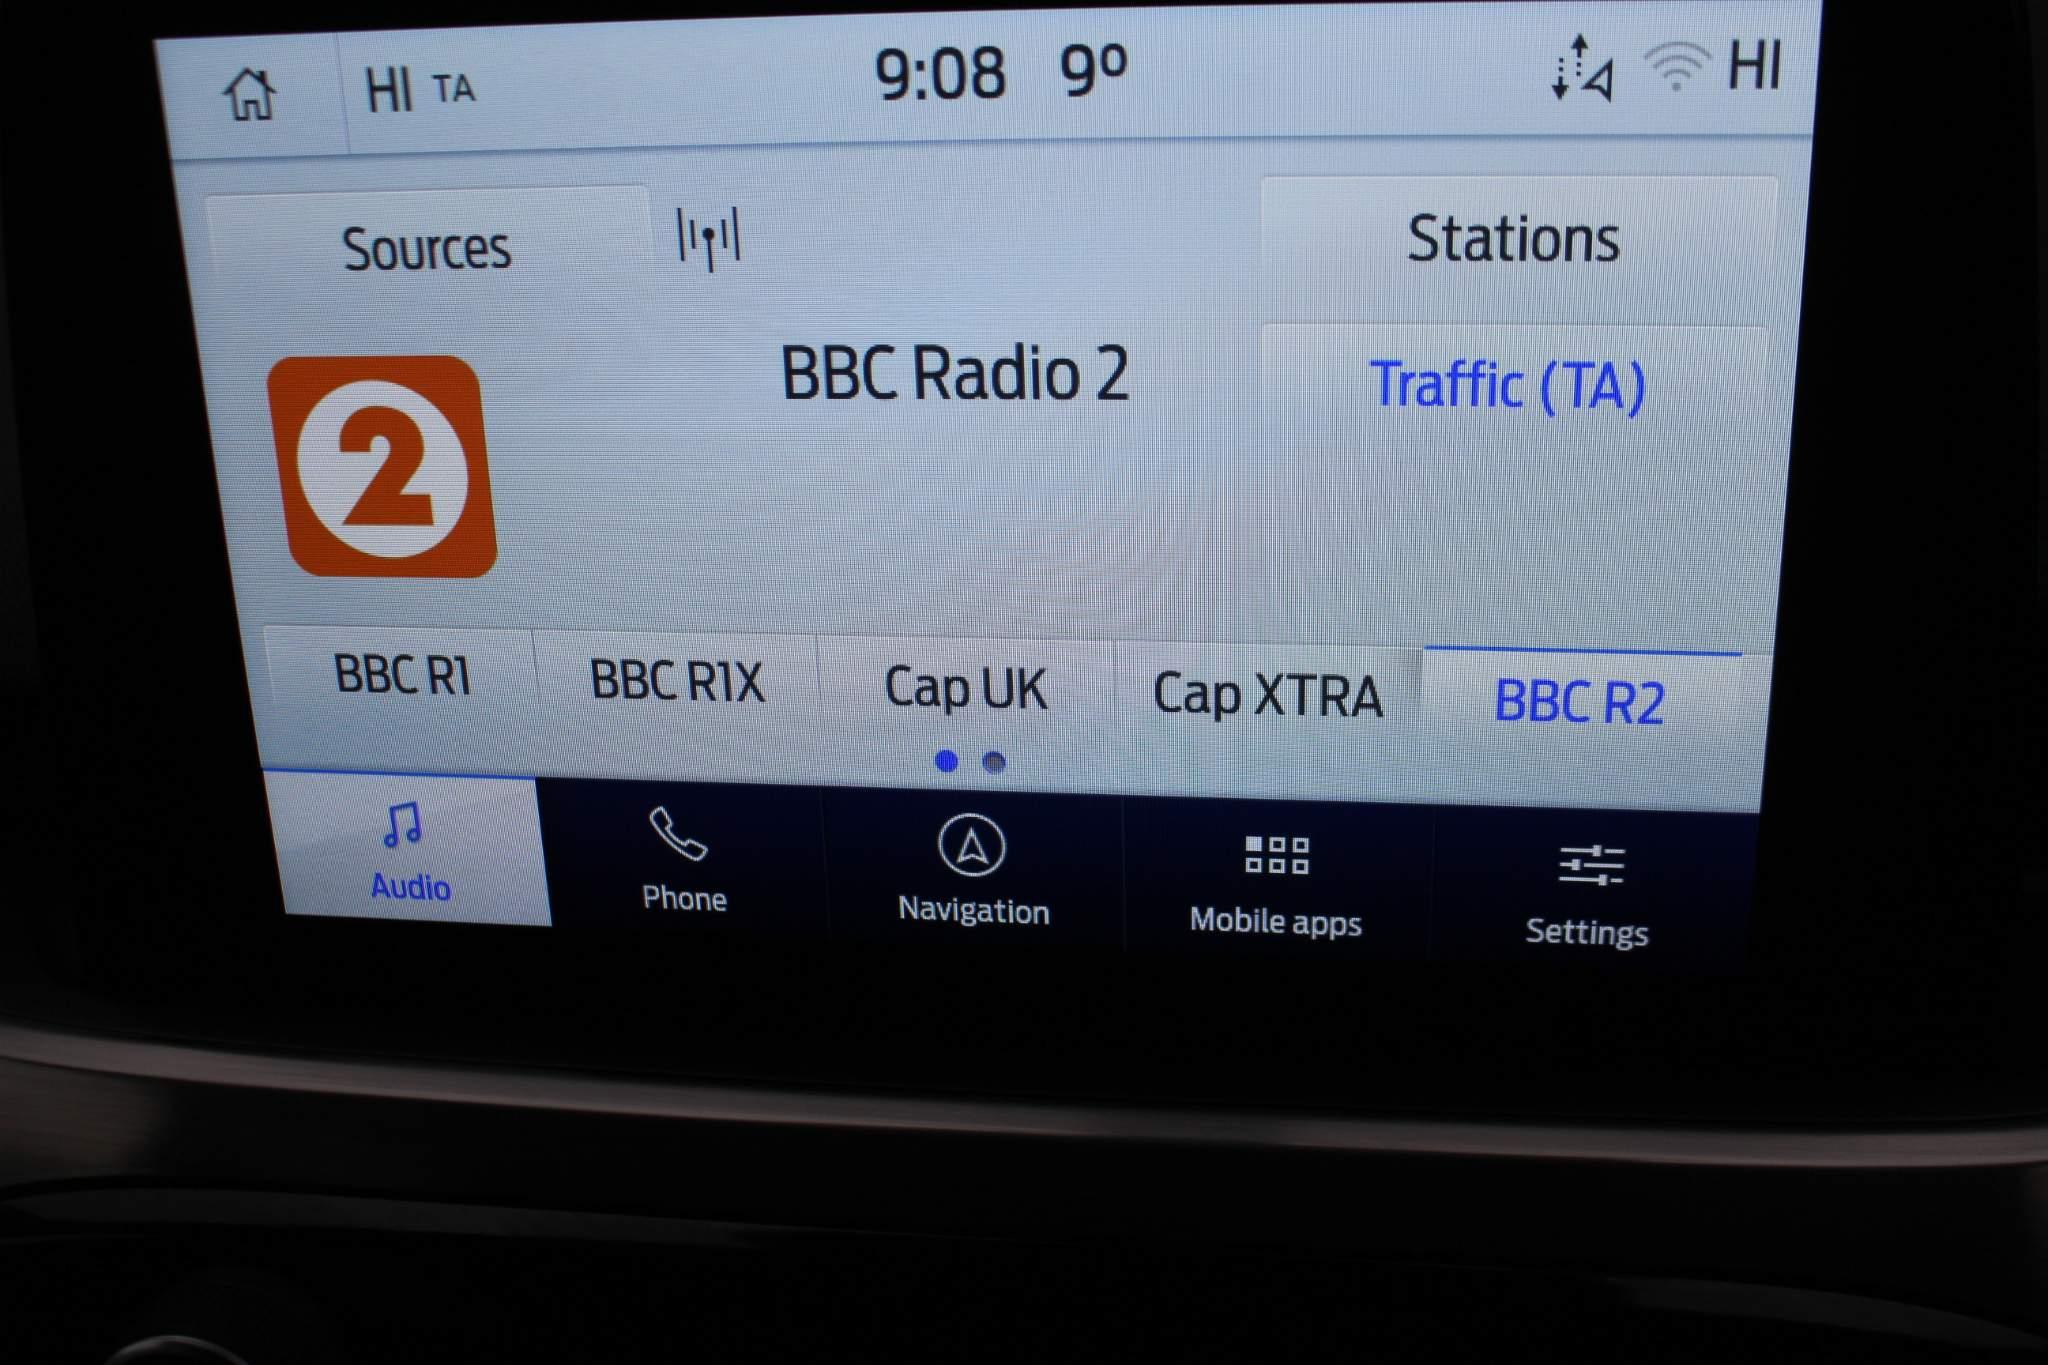 HI TA 9:08 9° HI
Sources Stations
BBC Radio 2 Traffic (TA)
2
BBC R1 BBC R1X Cap UK Cap XTRA BBC R2
Audio Phone Navigation Mobile apps Settings